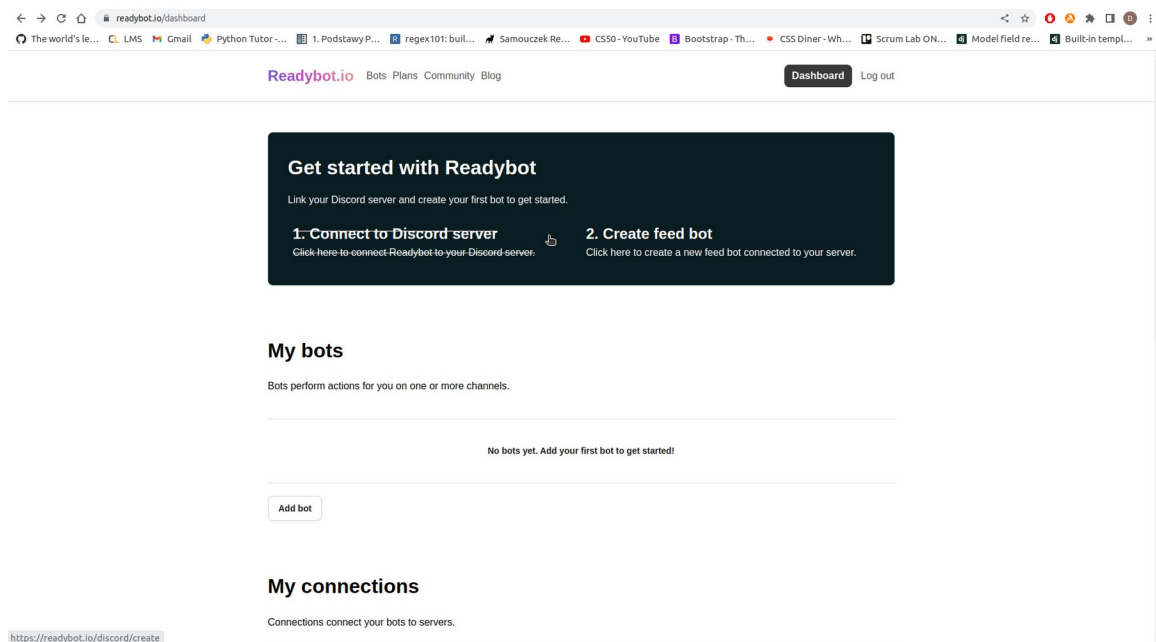 readybot.io/dashboard
The world's le... CL LMS Gmail Python Tutor -... 1. Podstawy P... R regex101: buil... Samouczek Re... CS50 - YouTube B Bootstrap · Th... CSS Diner - Wh... Scrum Lab ON... dj Model field re... dj Built-in templ... »
Readybot.io Bots Plans Community Blog Dashboard Log out
Get started with Readybot
Link your Discord server and create your first bot to get started.
1. Connect to Discord server
Click here to connect Readybot to your Discord server.
2. Create feed bot
Click here to create a new feed bot connected to your server.
My bots
Bots perform actions for you on one or more channels.
No bots yet. Add your first bot to get started!
Add bot
My connections
Connections connect your bots to servers.
https://readybot.io/discord/create